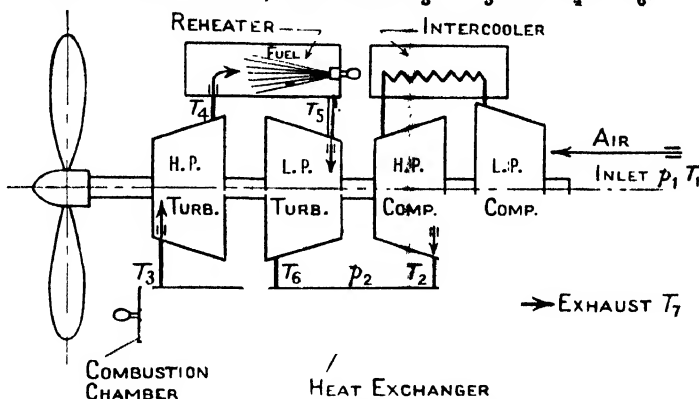 REHEATER
INTERCOOLER
FUEL
T4
T5
H.P.
L.P.
H.P.
L.P.
AIR
INLET p1 T1
TURB.
TURB.
COMP.
COMP.
T3
T6
p2
T2
EXHAUST T7
COMBUSTION
CHAMBER
HEAT EXCHANGER